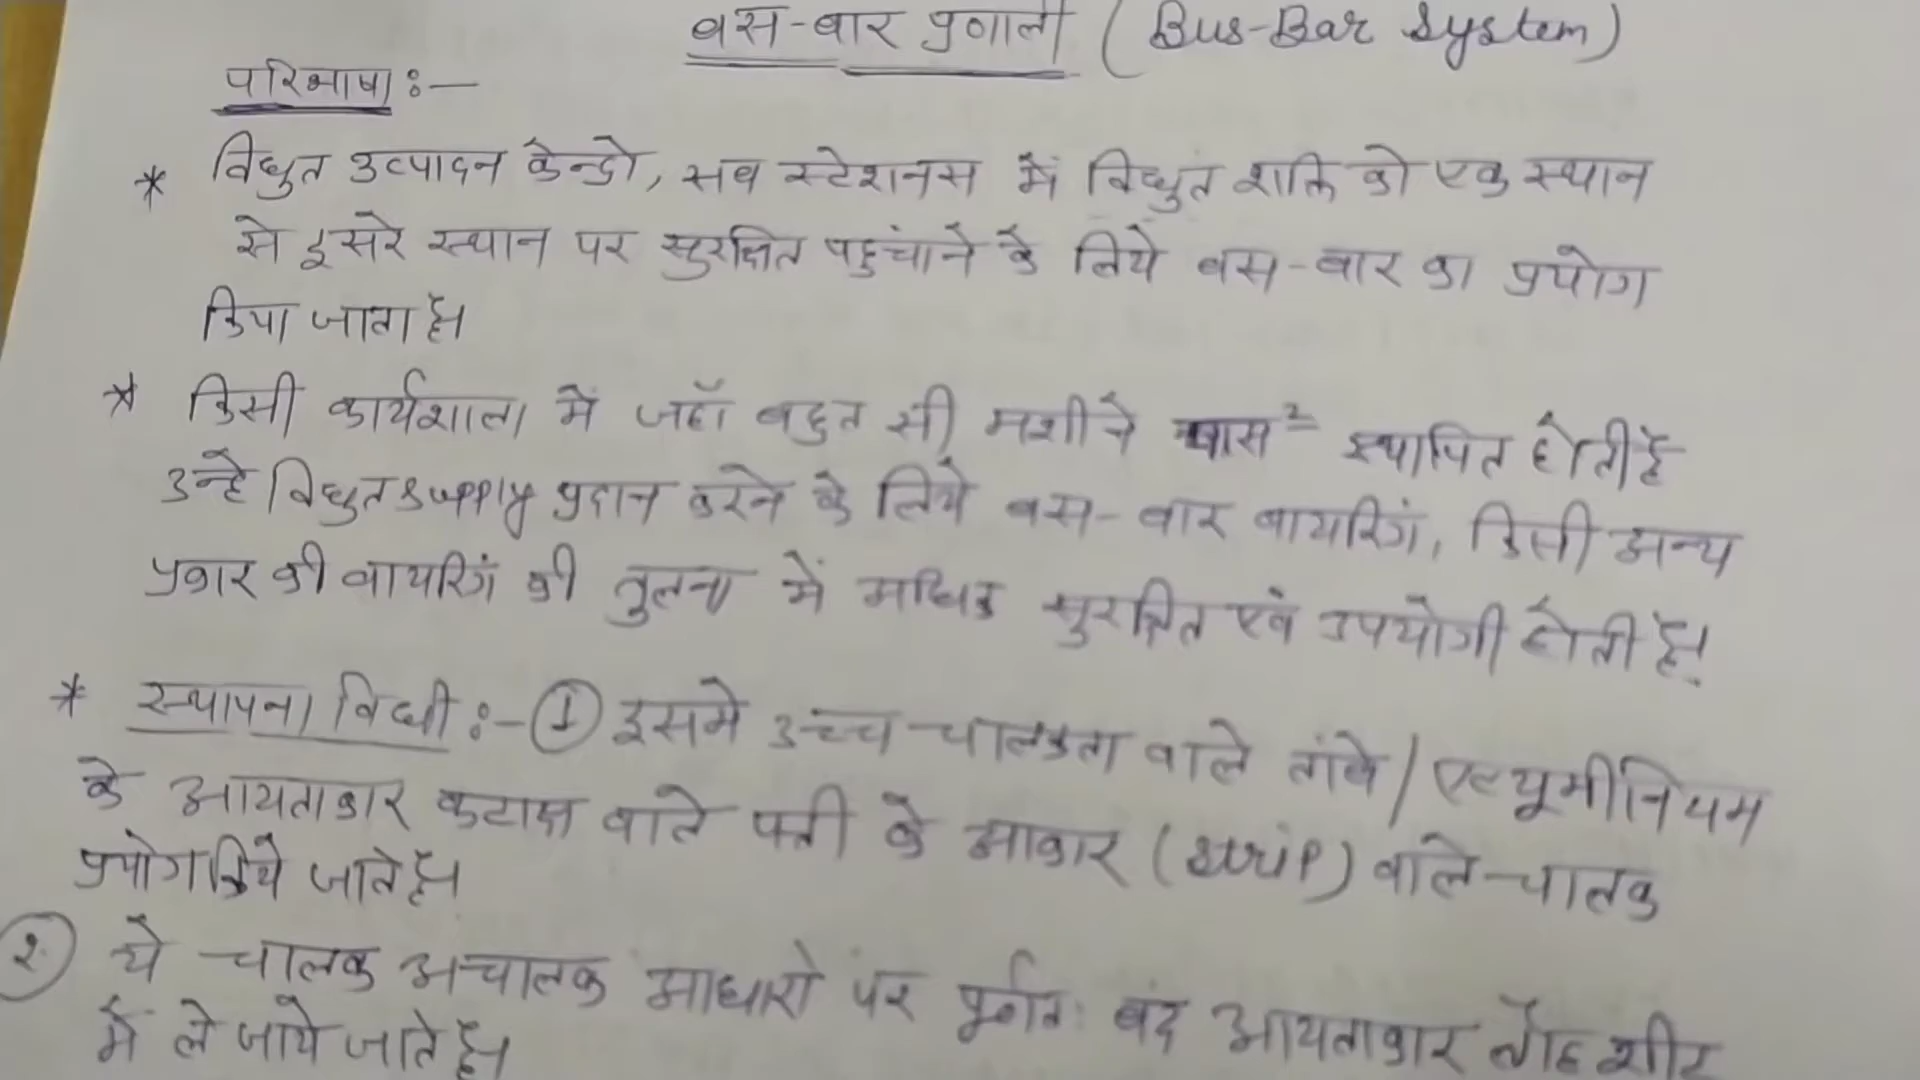 बस-बार प्रणाली (Bus-Bar System)
परिभाषा :—
* विधुत उत्पादन केन्द्रो, सब स्टेशनस में विधुत शक्ति को एक स्थान
से दूसरे स्थान पर सुरक्षित पहुंचाने के लिये बस-बार का प्रयोग
किया जाता है।
* किसी कार्यशाला में जहाँ बहुत सी मशीने पास² स्थापित होती है
उन्हे विधुत supply प्रदान करने के लिये बस-बार वायरिंग, किसी अन्य
प्रकार की वायरिंग की तुलना में अधिक सुरक्षित एवं उपयोगी होती है।
* स्थापना विधी :- ① इसमे उच्च चालकता वाले तांबे/एल्यूमीनियम
के आयताकार कटाक्ष वाले पत्ती के आकार (strip) वाले चालक
प्रयोग किये जाते है।
② ये चालक अचालक आधारो पर पूर्णतः बंद आयताकार लौह शीट
में ले जाये जाते है।